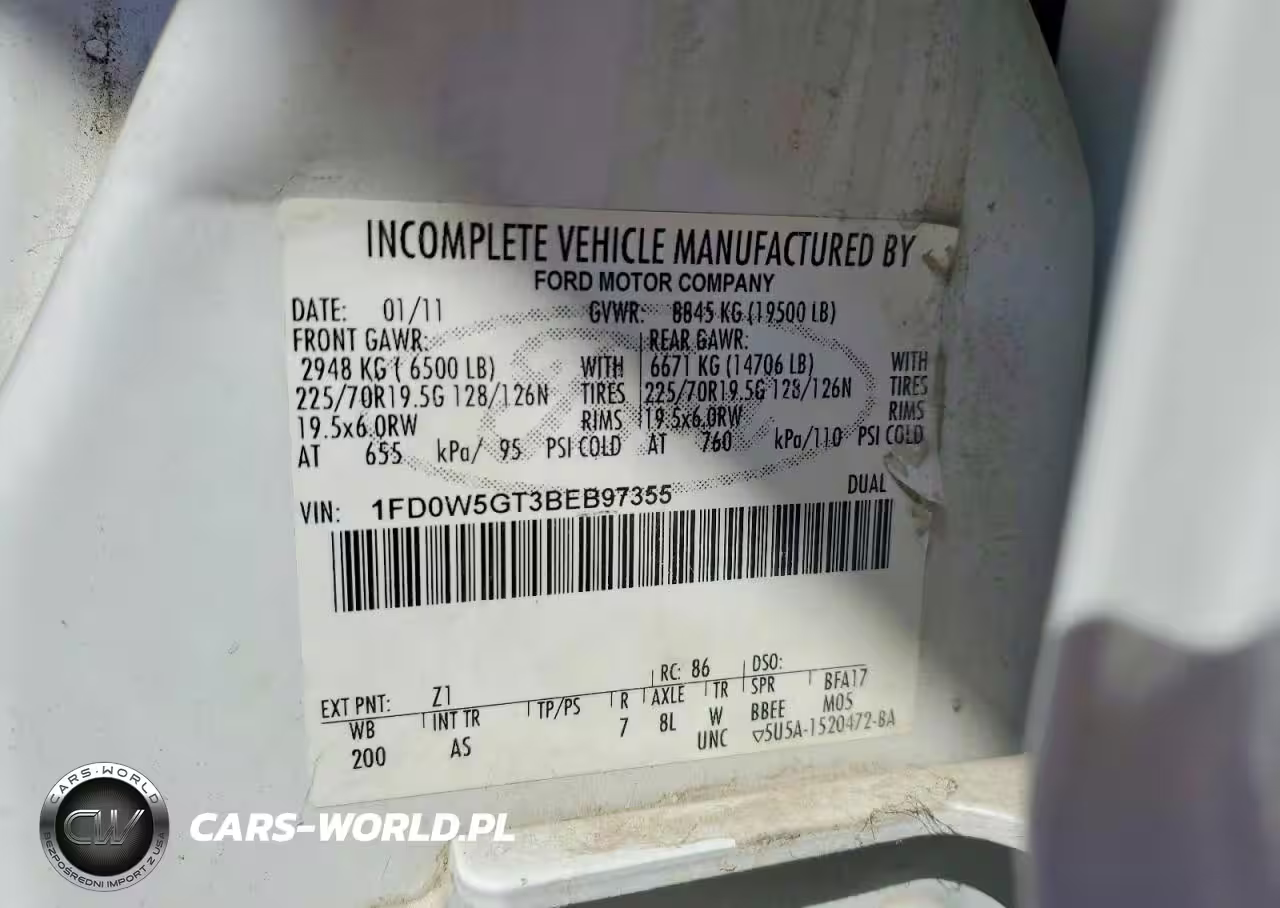 INCOMPLETE VEHICLE MANUFACTURED BY
FORD MOTOR COMPANY
DATE: 01/11 GVWR: 8845 KG (19500 LB)
FRONT GAWR: REAR GAWR:
2948 KG ( 6500 LB) WITH 6671 KG (14706 LB) WITH
225/70R19.5G 128/126N TIRES 225/70R19.5G 128/126N TIRES
19.5x6.0RW RIMS 19.5x6.0RW RIMS
AT 655 kPa/ 95 PSI COLD AT 760 kPa/110 PSI COLD
VIN: 1FD0W5GT3BEB97355 DUAL
EXT PNT: Z1 RC: 86 DSO:
WB INT TR TP/PS R AXLE TR SPR BFA17
200 AS 7 8L W BBEE M05
UNC ▽5U5A-1520472-BA
CARS-WORLD
CW
BEZPOŚREDNI IMPORT Z USA
CARS-WORLD.PL